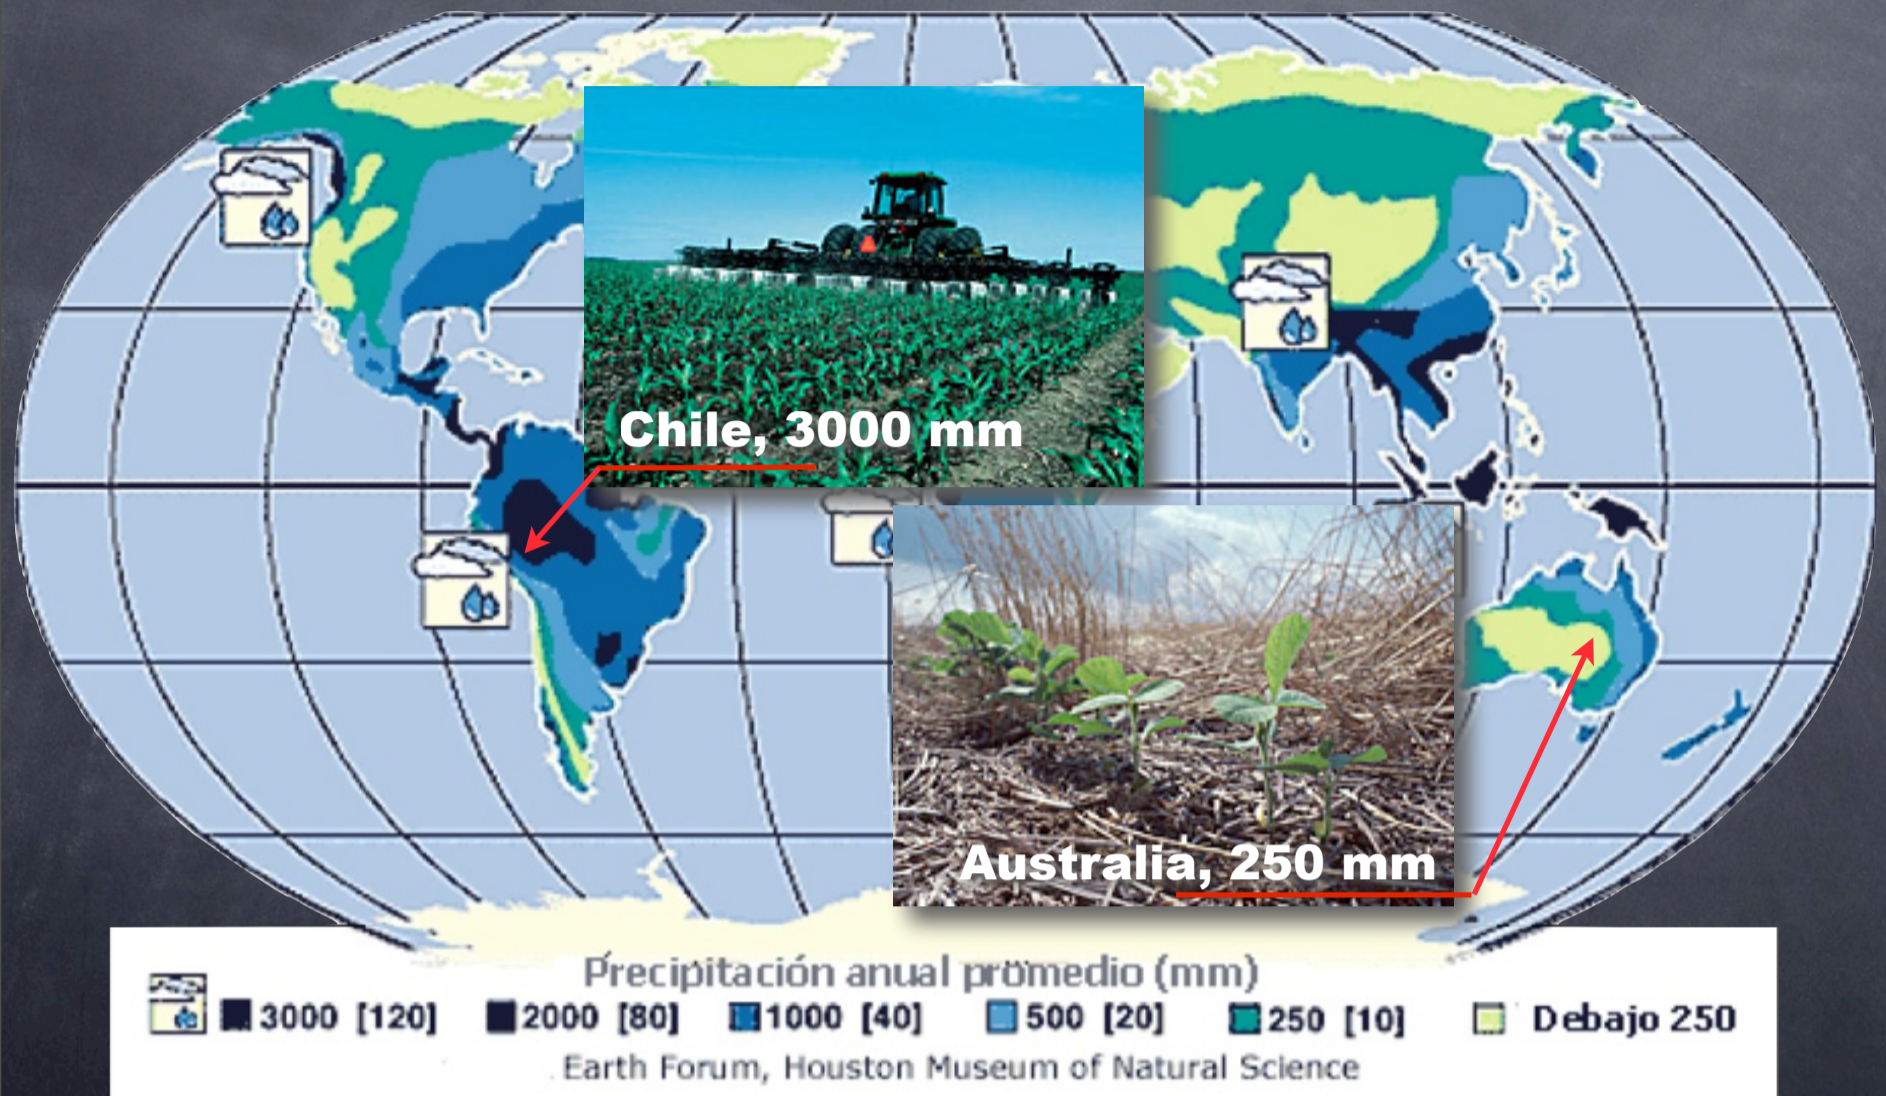 Chile, 3000 mm
Australia, 250 mm
Precipitación anual promedio (mm)
3000 [120] 2000 [80] 1000 [40] 500 [20] 250 [10] Debajo 250
Earth Forum, Houston Museum of Natural Science